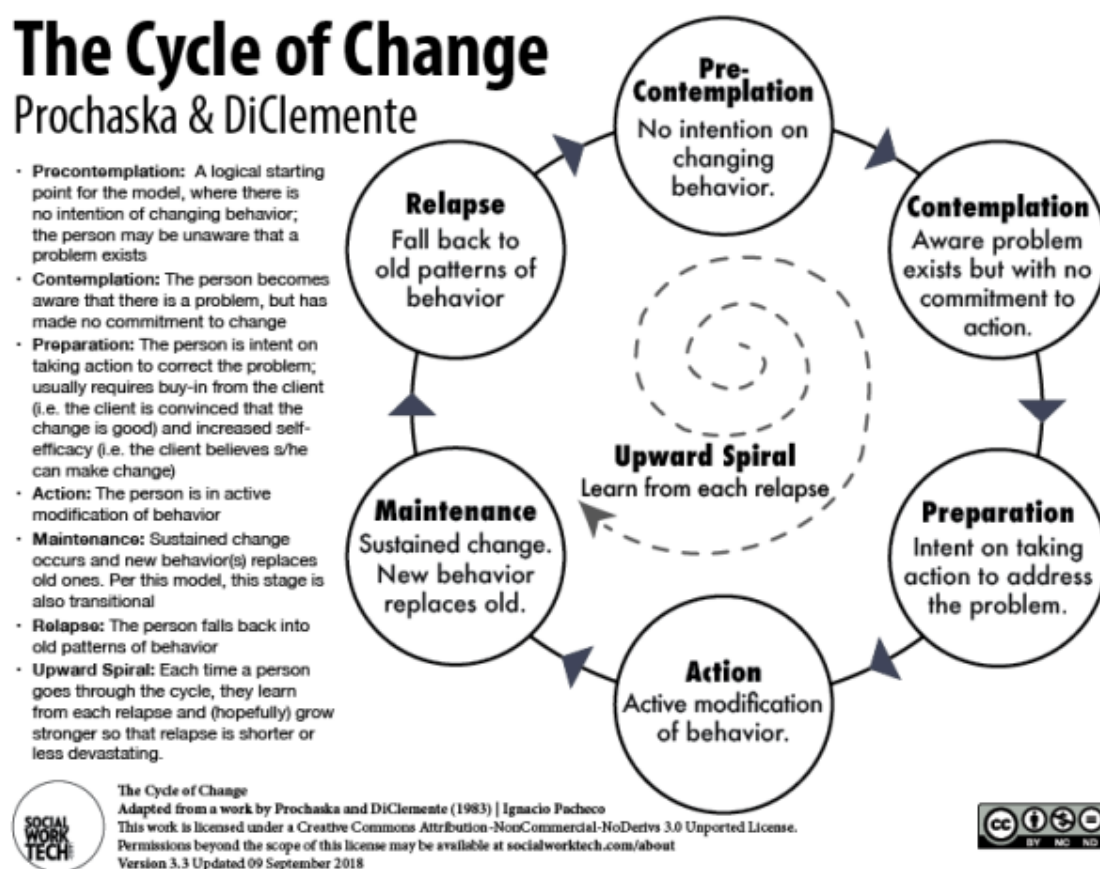 The Cycle of Change
Prochaska & DiClemente
· Precontemplation: A logical starting
point for the model, where there is
no intention of changing behavior;
the person may be unaware that a
problem exists
· Contemplation: The person becomes
aware that there is a problem, but has
made no commitment to change
· Preparation: The person is intent on
taking action to correct the problem;
usually requires buy-in from the client
(i.e. the client is convinced that the
change is good) and increased self-
efficacy (i.e. the client believes s/he
can make change)
· Action: The person is in active
modification of behavior
· Maintenance: Sustained change
occurs and new behavior(s) replaces
old ones. Per this model, this stage is
also transitional
· Relapse: The person falls back into
old patterns of behavior
· Upward Spiral: Each time a person
goes through the cycle, they learn
from each relapse and (hopefully) grow
stronger so that relapse is shorter or
less devastating.
Pre-
Contemplation
No intention on
changing
behavior.
Contemplation
Aware problem
exists but with no
commitment to
action.
Preparation
Intent on taking
action to address
the problem.
Action
Active modification
of behavior.
Maintenance
Sustained change.
New behavior
replaces old.
Relapse
Fall back to
old patterns of
behavior
Upward Spiral
Learn from each relapse
SOCIAL
WORK
TECH
The Cycle of Change
Adapted from a work by Prochaska and DiClemente (1983) | Ignacio Pacheco
This work is licensed under a Creative Commons Attribution-NonCommercial-NoDerivs 3.0 Unported License.
Permissions beyond the scope of this license may be available at socialworktech.com/about
Version 3.3 Updated 09 September 2018
cc
BY NC ND